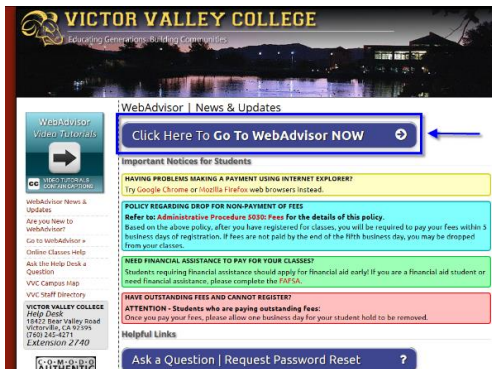 VICTOR VALLEY COLLEGE
Educating Generations, Building Communities
WebAdvisor | News & Updates
Click Here To Go To WebAdvisor NOW
Important Notices for Students
HAVING PROBLEMS MAKING A PAYMENT USING INTERNET EXPLORER?
Try Google Chrome or Mozilla Firefox web browsers instead.
POLICY REGARDING DROP FOR NON-PAYMENT OF FEES
Refer to: Administrative Procedure 5030: Fees for the details of this policy.
Based on the above policy, after you have registered for classes, you will be required to pay your fees within 5
business days of registration. If fees are not paid by the end of the fifth business day, you may be dropped
from your classes.
NEED FINANCIAL ASSISTANCE TO PAY FOR YOUR CLASSES?
Students requiring financial assistance should apply for financial aid early! If you are a financial aid student or
need financial assistance, please complete the FAFSA.
HAVE OUTSTANDING FEES AND CANNOT REGISTER?
ATTENTION - Students who are paying outstanding fees:
Once you pay your fees, please allow one business day for your student hold to be removed.
Helpful Links
Ask a Question | Request Password Reset ?
WebAdvisor
Video Tutorials
CC VIDEO TUTORIALS
CONTAIN CAPTIONS
WebAdvisor News &
Updates
Are you New to
WebAdvisor?
Go to WebAdvisor »
Online Classes Help
Ask the Help Desk a
Question
VVC Campus Map
VVC Staff Directory
VICTOR VALLEY COLLEGE
Help Desk
18422 Bear Valley Road
Victorville, CA 92395
(760) 245-4271
Extension 2740
C·O·M·O·D·O
AUTHENTIC